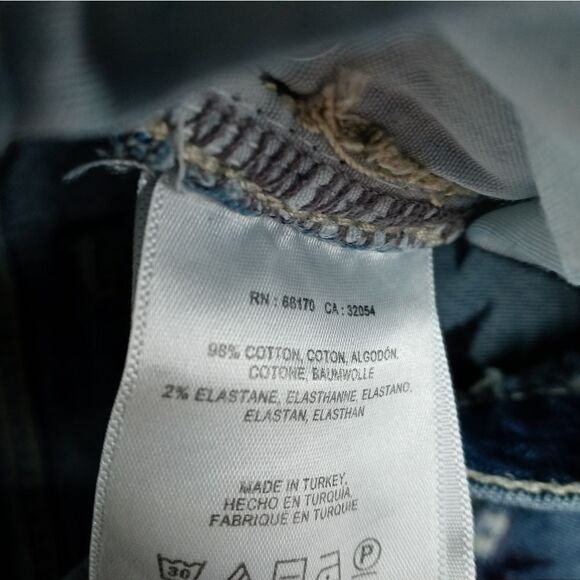 RN : 68170 CA : 32054
98% COTTON, COTON, ALGODÓN,
COTONE, BAUMWOLLE
2% ELASTANE, ELASTHANNE, ELASTANO,
ELASTAN, ELASTHAN
MADE IN TURKEY,
HECHO EN TURQUÍA
FABRIQUÉ EN TURQUIE
30
P